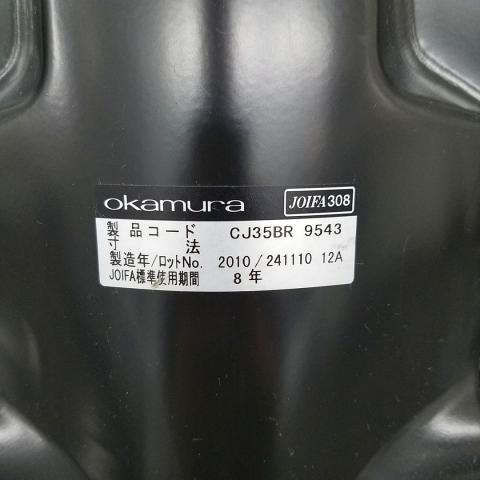 okamura JOIFA308
製品コード CJ35BR 9543
寸法
製造年/ロットNo. 2010/241110 12A
JOIFA標準使用期間 8年